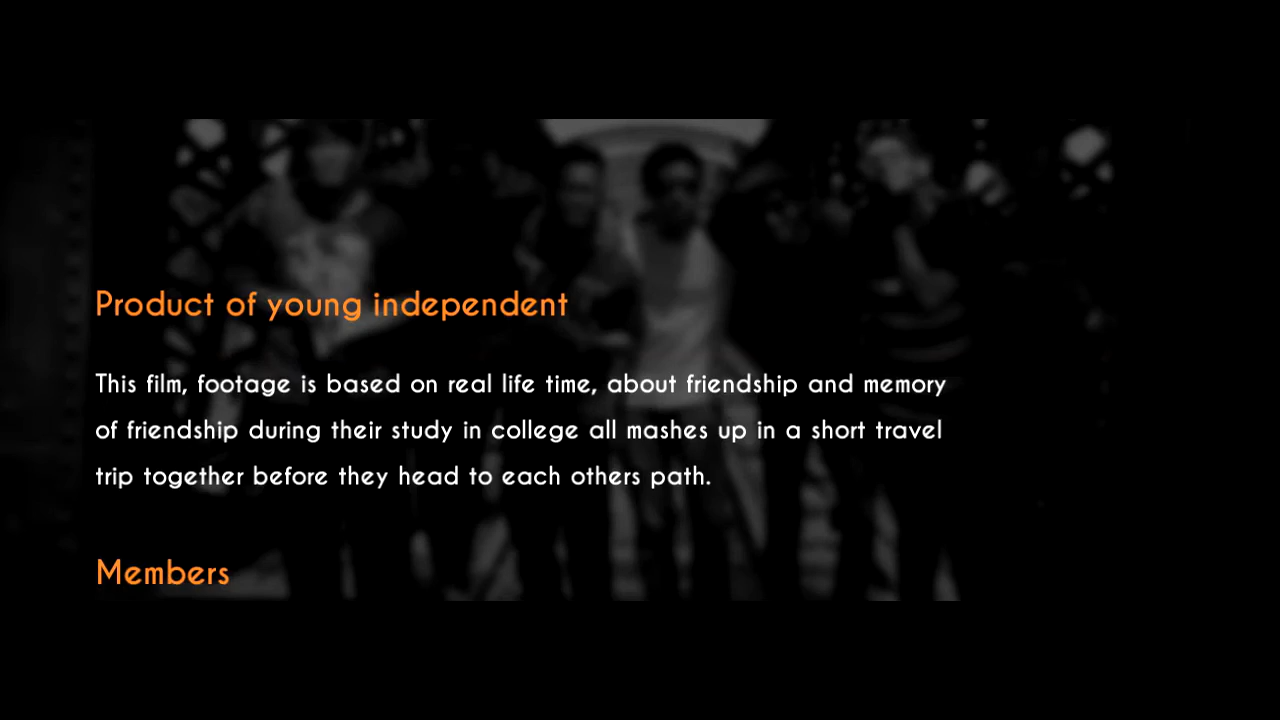 Product of young independent
This film, footage is based on real life time, about friendship and memory
of friendship during their study in college all mashes up in a short travel
trip together before they head to each others path.
Members